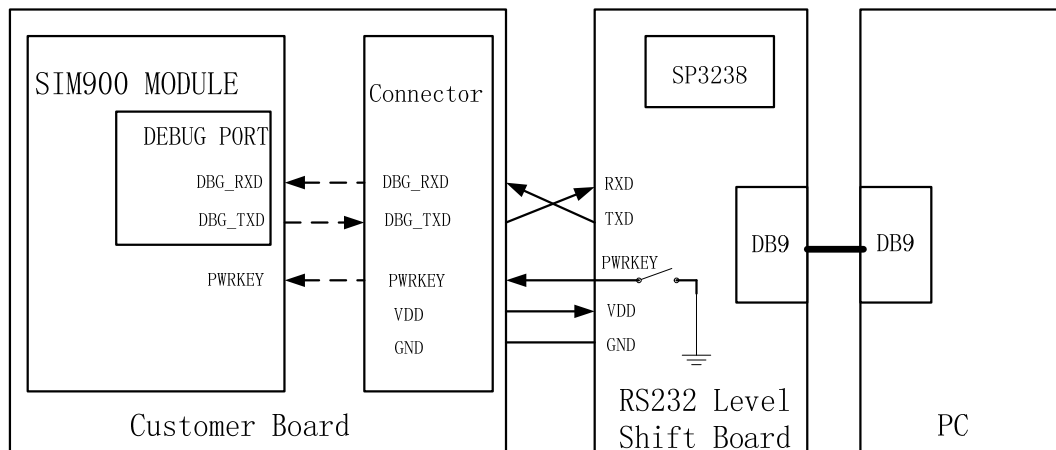 SIM900 MODULE
DEBUG PORT
DBG_RXD
DBG_TXD
PWRKEY
Connector
DBG_RXD
DBG_TXD
PWRKEY
VDD
GND
Customer Board
SP3238
RXD
TXD
PWRKEY
VDD
GND
DB9
RS232 Level
Shift Board
DB9
PC